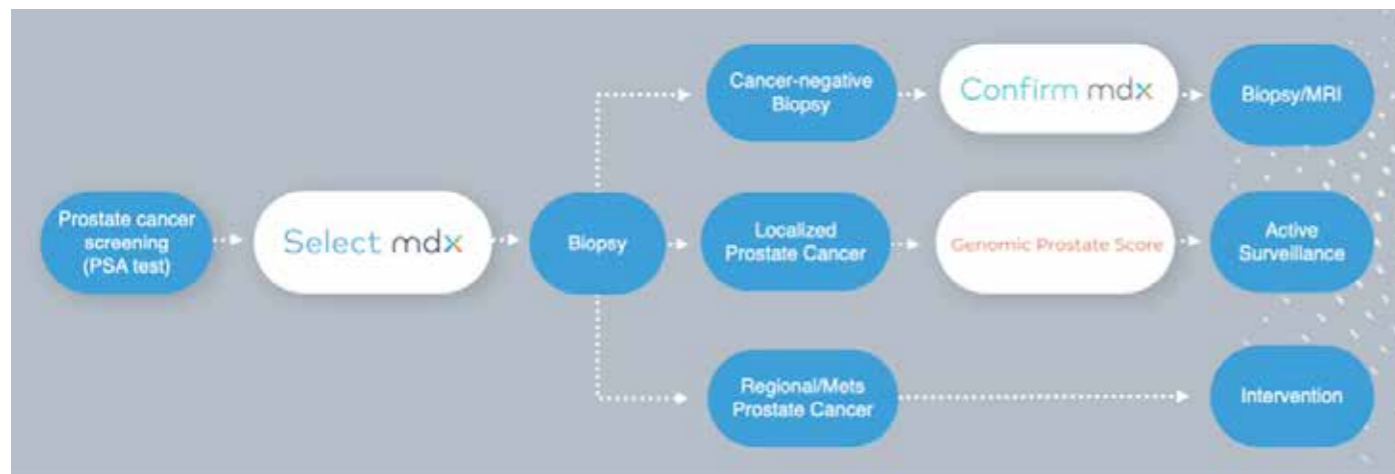 Prostate cancer
screening
(PSA test)
Select mdx
Biopsy
Cancer-negative
Biopsy
Confirm mdx
Biopsy/MRI
Localized
Prostate Cancer
Genomic Prostate Score
Active
Surveillance
Regional/Mets
Prostate Cancer
Intervention